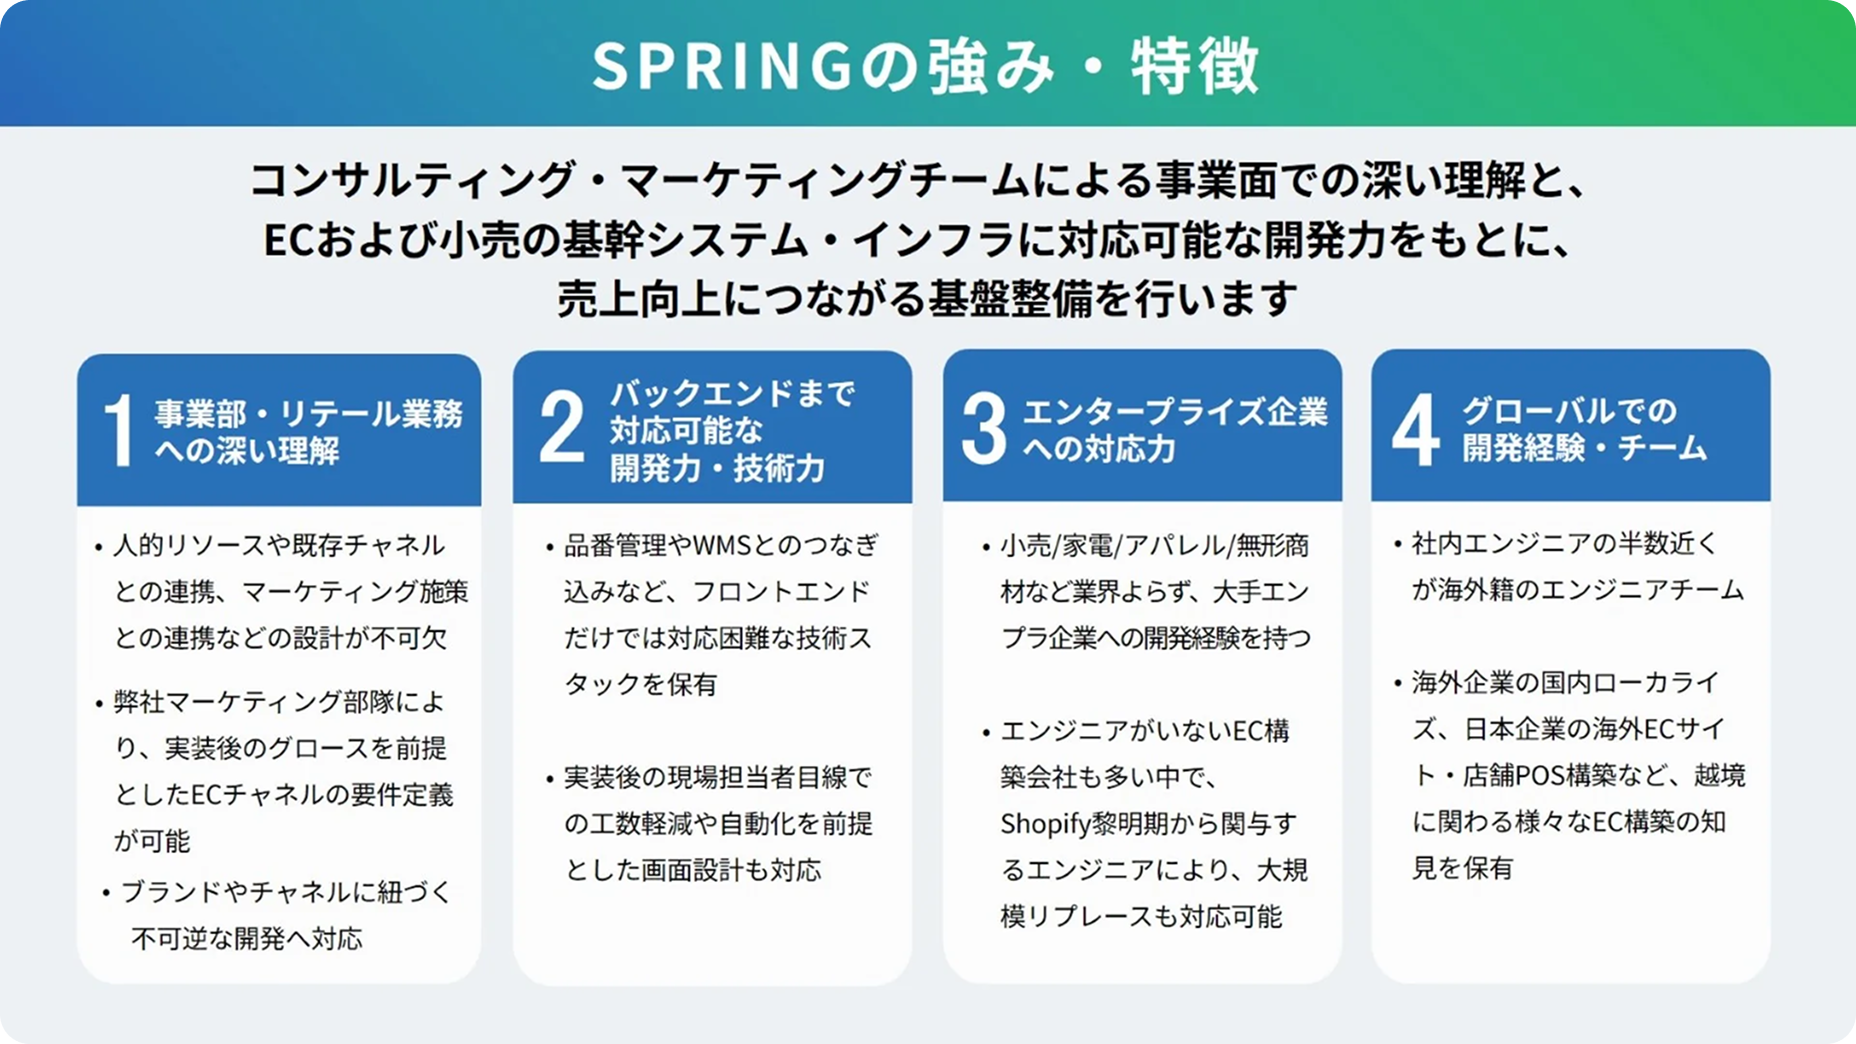 SPRINGの強み・特徴
コンサルティング・マーケティングチームによる事業面での深い理解と、
ECおよび小売の基幹システム・インフラに対応可能な開発力をもとに、
売上向上につながる基盤整備を行います
1
事業部・リテール業務
への深い理解
・人的リソースや既存チャネル
との連携、マーケティング施策
との連携などの設計が不可欠
・弊社マーケティング部隊によ
り、実装後のグロースを前提
としたECチャネルの要件定義
が可能
・ブランドやチャネルに紐づく
不可逆な開発へ対応
2
バックエンドまで
対応可能な
開発力・技術力
・品番管理やWMSとのつなぎ
込みなど、フロントエンド
だけでは対応困難な技術ス
タックを保有
・実装後の現場担当者目線で
の工数軽減や自動化を前提
とした画面設計も対応
3
エンタープライズ企業
への対応力
・小売/家電/アパレル/無形商
材など業界よらず、大手エン
プラ企業への開発経験を持つ
・エンジニアがいないEC構
築会社も多い中で、
Shopify黎明期から関与す
るエンジニアにより、大規
模リプレースも対応可能
4
グローバルでの
開発経験・チーム
・社内エンジニアの半数近く
が海外籍のエンジニアチーム
・海外企業の国内ローカライ
ズ、日本企業の海外ECサイ
ト・店舗POS構築など、越境
に関わる様々なEC構築の知
見を保有